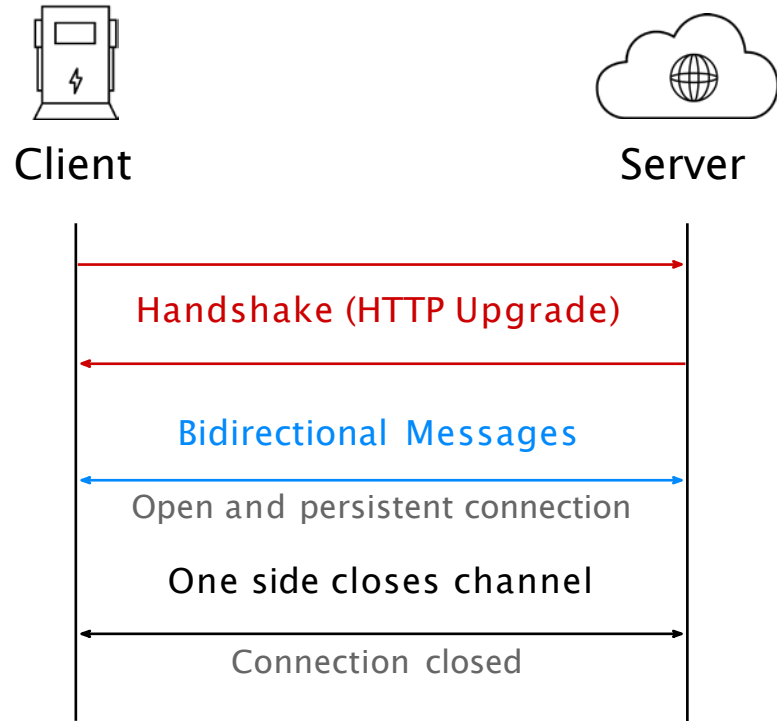 Client
Server
Handshake (HTTP Upgrade)
Bidirectional Messages
Open and persistent connection
One side closes channel
Connection closed